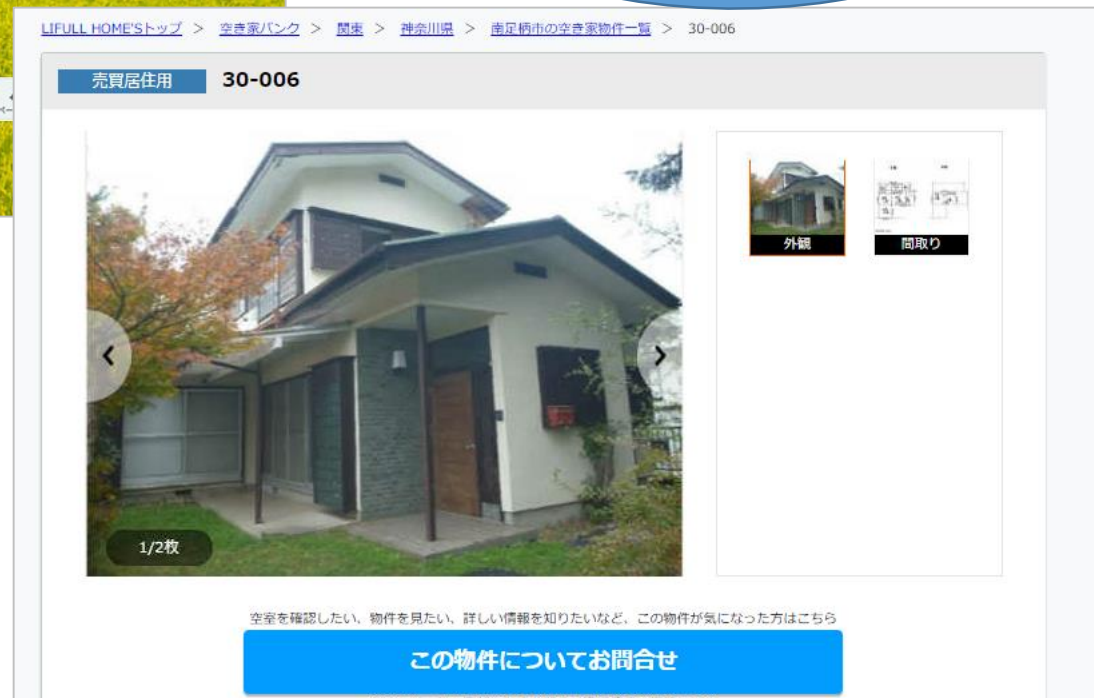 LIFULL HOME'Sトップ > 空き家バンク > 関東 > 神奈川県 > 南足柄市の空き家物件一覧 > 30-006
売買居住用 30-006
外観
間取り
1/2枚
空室を確認したい、物件を見たい、詳しい情報を知りたいなど、この物件が気になった方はこちら
この物件についてお問合せ